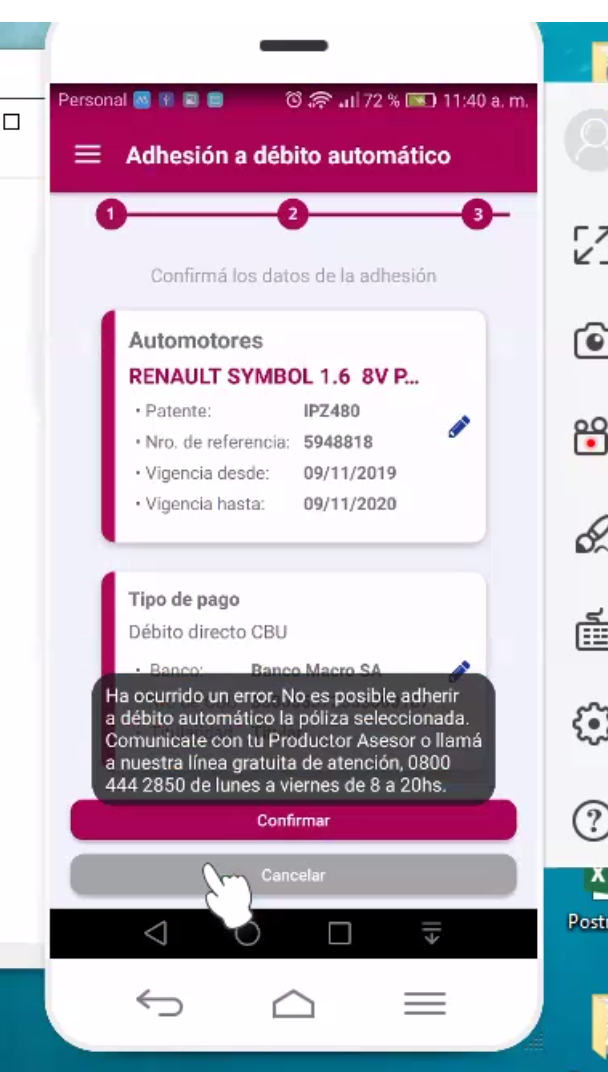 Personal 72 % 11:40 a. m.
Adhesión a débito automático
1 2 3
Confirmá los datos de la adhesión
Automotores
RENAULT SYMBOL 1.6 8V P...
• Patente: IPZ480
• Nro. de referencia: 5948818
• Vigencia desde: 09/11/2019
• Vigencia hasta: 09/11/2020
Tipo de pago
Débito directo CBU
• Banco: Banco Macro SA
Ha ocurrido un error. No es posible adherir
a débito automático la póliza seleccionada.
Comunicate con tu Productor Asesor o llamá
a nuestra línea gratuita de atención, 0800
444 2850 de lunes a viernes de 8 a 20hs.
Confirmar
Cancelar
Post